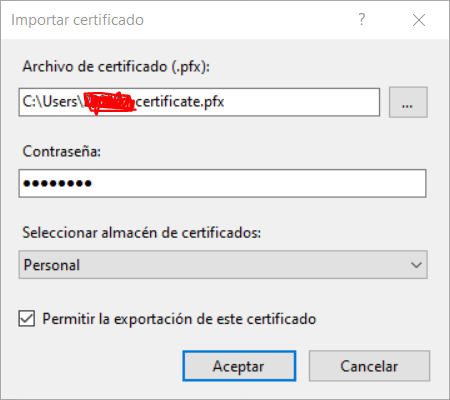 Importar certificado
Archivo de certificado (.pfx):
C:\Users\ certificate.pfx
...
Contraseña:
●●●●●●●●
Seleccionar almacén de certificados:
Personal
Permitir la exportación de este certificado
Aceptar
Cancelar